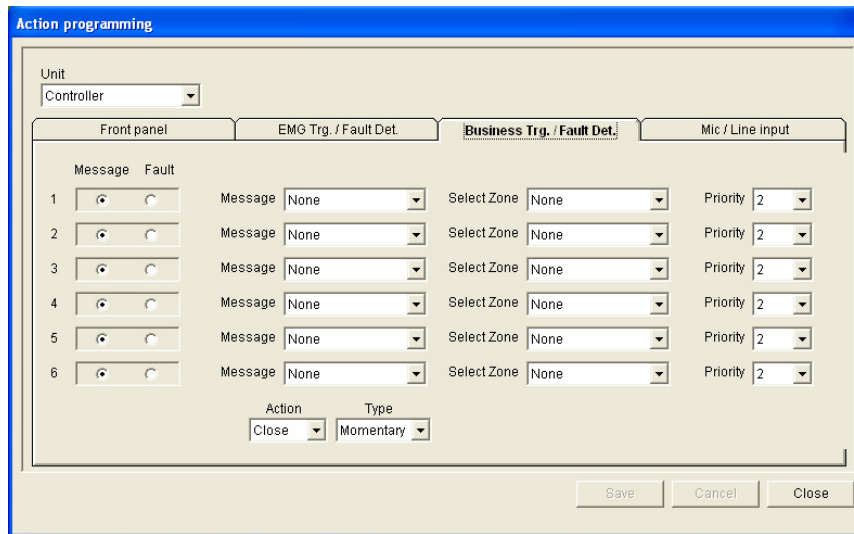 Action programming
Unit
Controller
Front panel EMG Trg. / Fault Det. Business Trg. / Fault Det. Mic / Line input
Message Fault
1 Message None Select Zone None Priority 2
2 Message None Select Zone None Priority 2
3 Message None Select Zone None Priority 2
4 Message None Select Zone None Priority 2
5 Message None Select Zone None Priority 2
6 Message None Select Zone None Priority 2
Action Type
Close Momentary
Save Cancel Close